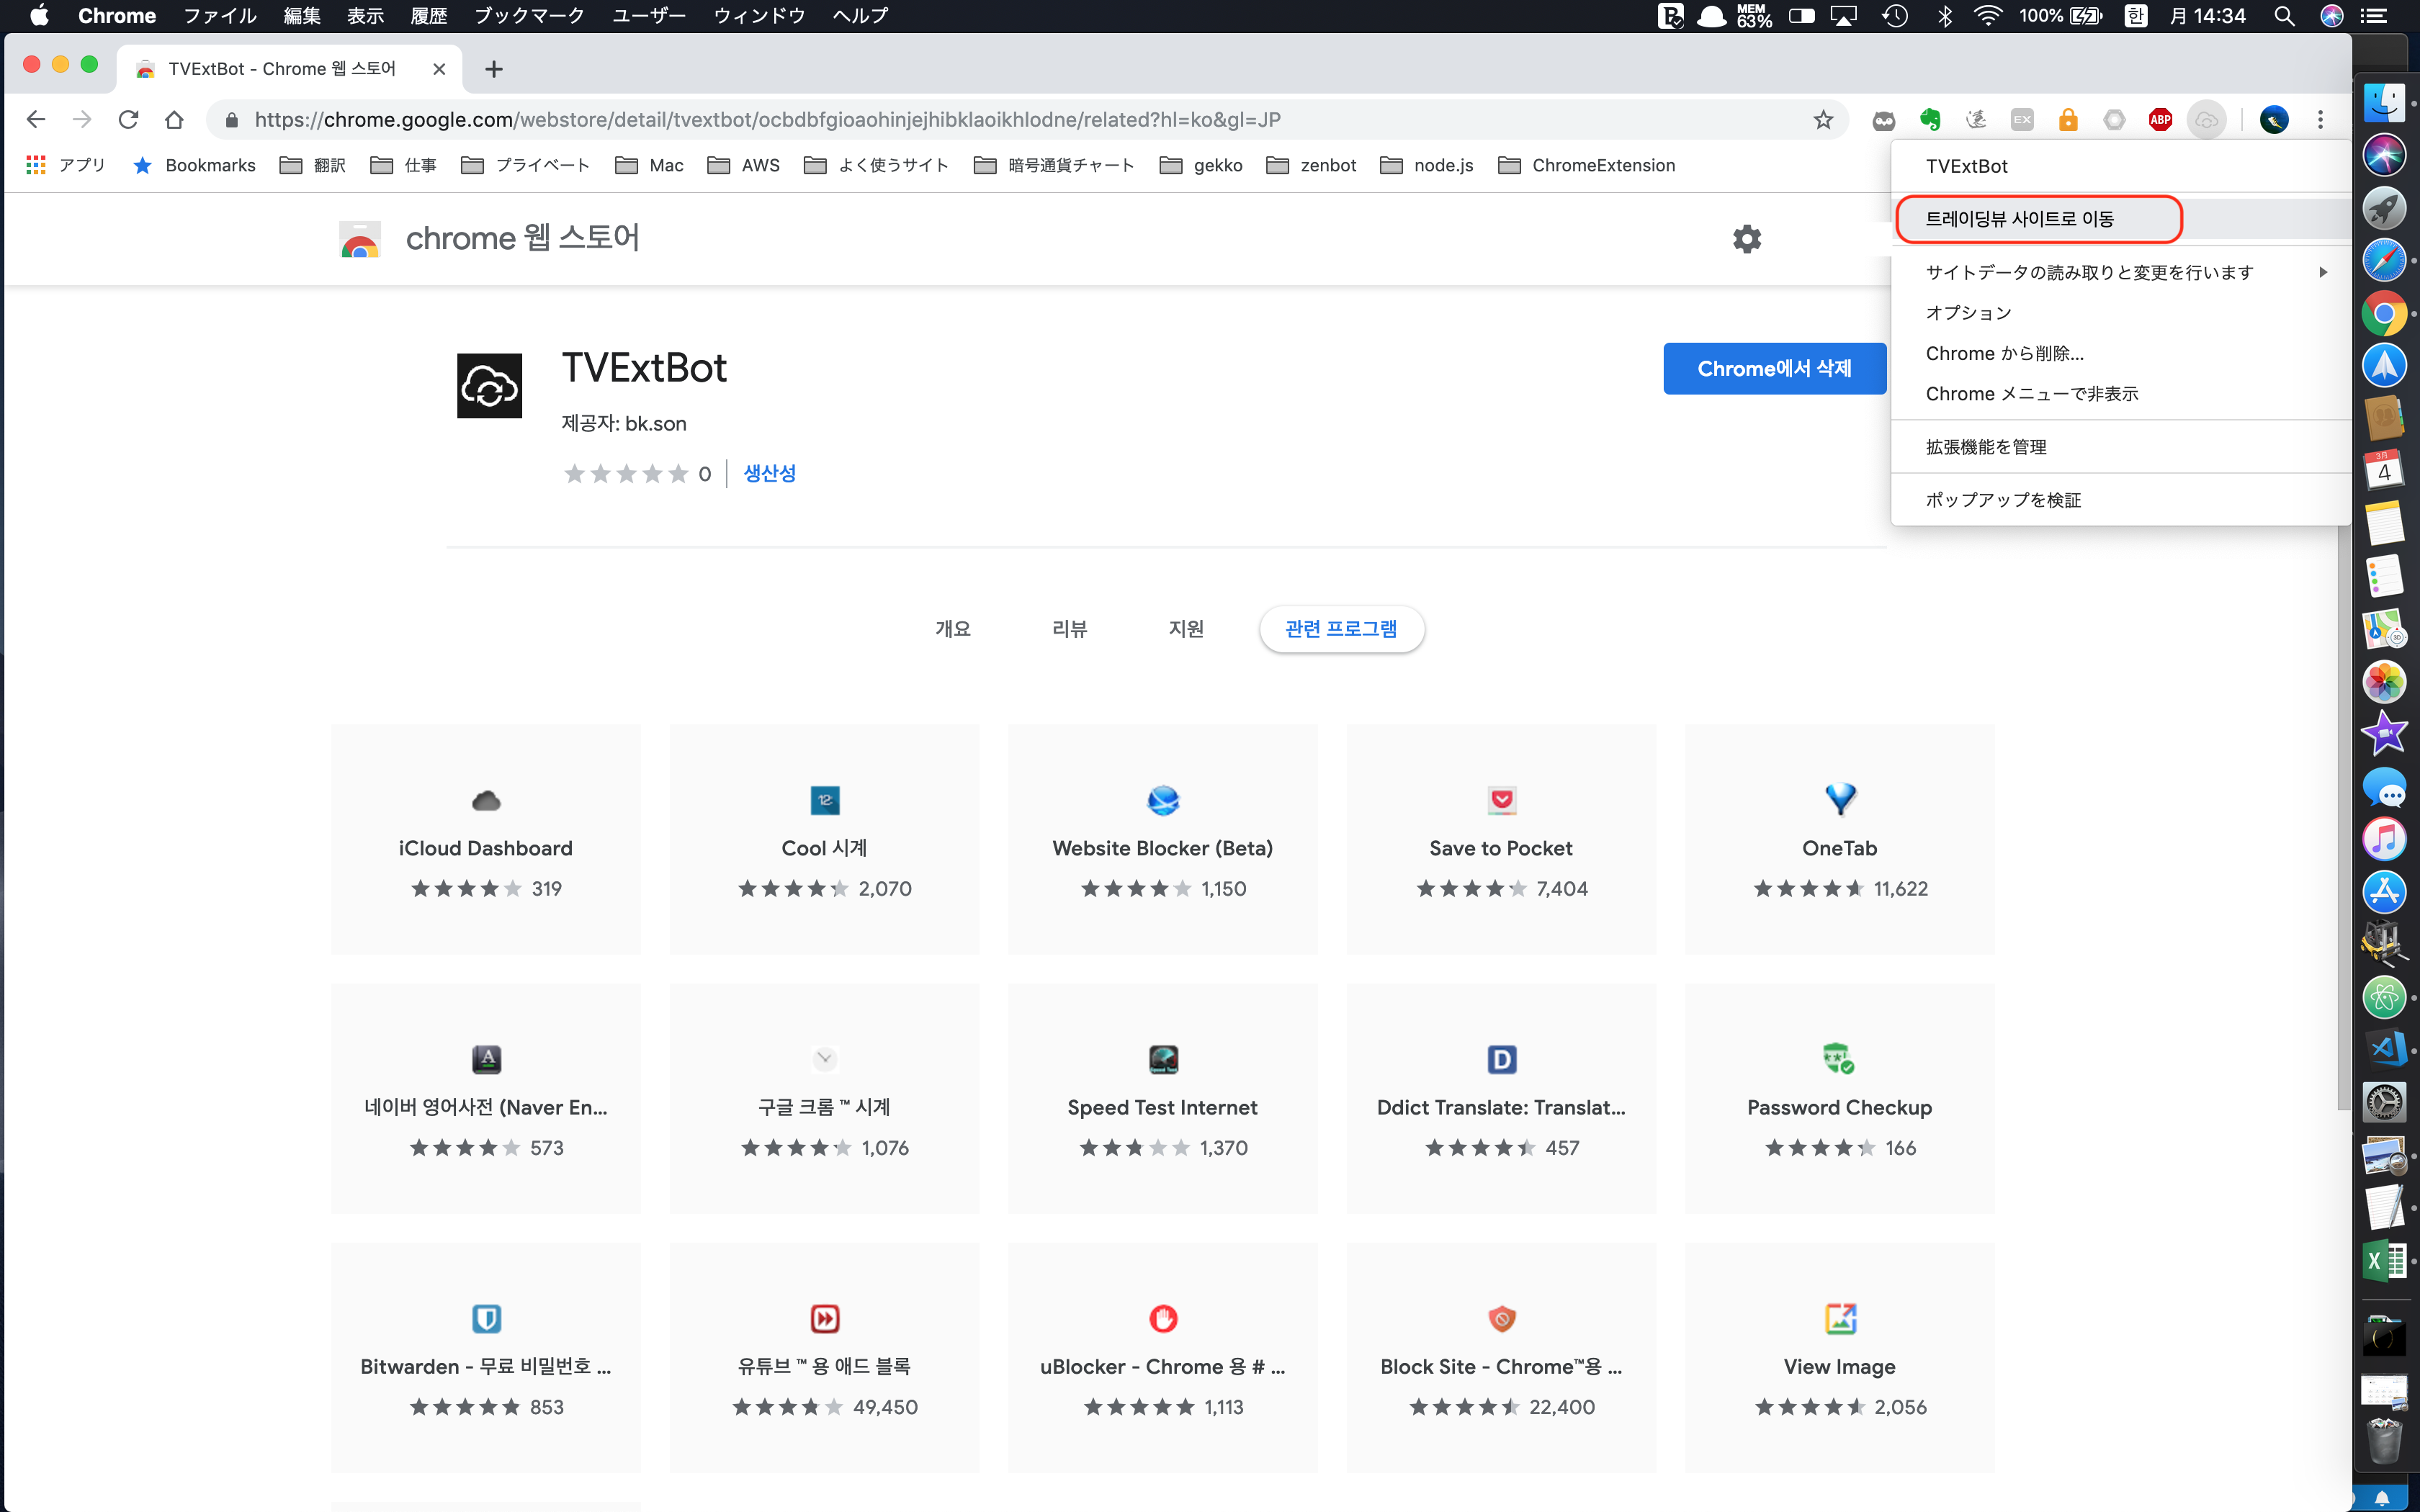 Chrome ファイル 編集 表示 履歴 ブックマーク ユーザー ウィンドウ ヘルプ MEM 63% 100% 한 月 14:34
TVExtBot - Chrome 웹 스토어
https://chrome.google.com/webstore/detail/tvextbot/ocbdbfgioaohinjejhibklaoikhlodne/related?hl=ko&gl=JP EX ABP
アプリ Bookmarks 翻訳 仕事 プライベート Mac AWS よく使うサイト 暗号通貨チャート gekko zenbot node.js ChromeExtension
TVExtBot
트레이딩뷰 사이트로 이동
サイトデータの読み取りと変更を行います
オプション
Chrome から削除...
Chrome メニューで非表示
拡張機能を管理
ポップアップを検証
chrome 웹 스토어
TVExtBot
Chrome에서 삭제
제공자: bk.son
0 생산성
개요 리뷰 지원 관련 프로그램
iCloud Dashboard
319
Cool 시계
2,070
Website Blocker (Beta)
1,150
Save to Pocket
7,404
OneTab
11,622
네이버 영어사전 (Naver En...
573
구글 크롬 ™ 시계
1,076
Speed Test Internet
1,370
Ddict Translate: Translat...
457
Password Checkup
166
Bitwarden - 무료 비밀번호 ...
853
유튜브 ™ 용 애드 블록
49,450
uBlocker - Chrome 용 # ...
1,113
Block Site - Chrome™용 ...
22,400
View Image
2,056
3月
4